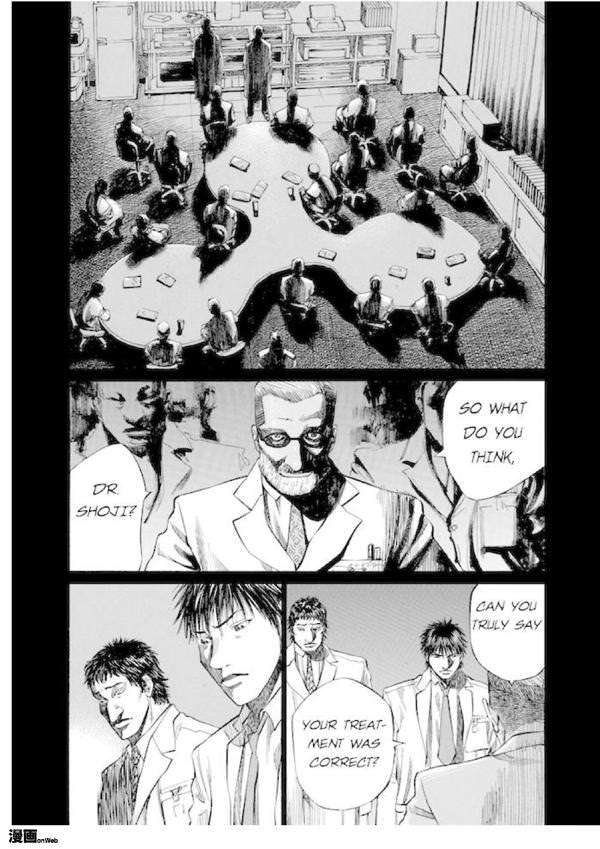 SO WHAT
DO YOU
THINK,
DR.
SHOJI?
CAN YOU
TRULY SAY
YOUR TREAT-
MENT WAS
CORRECT?
漫画onWeb